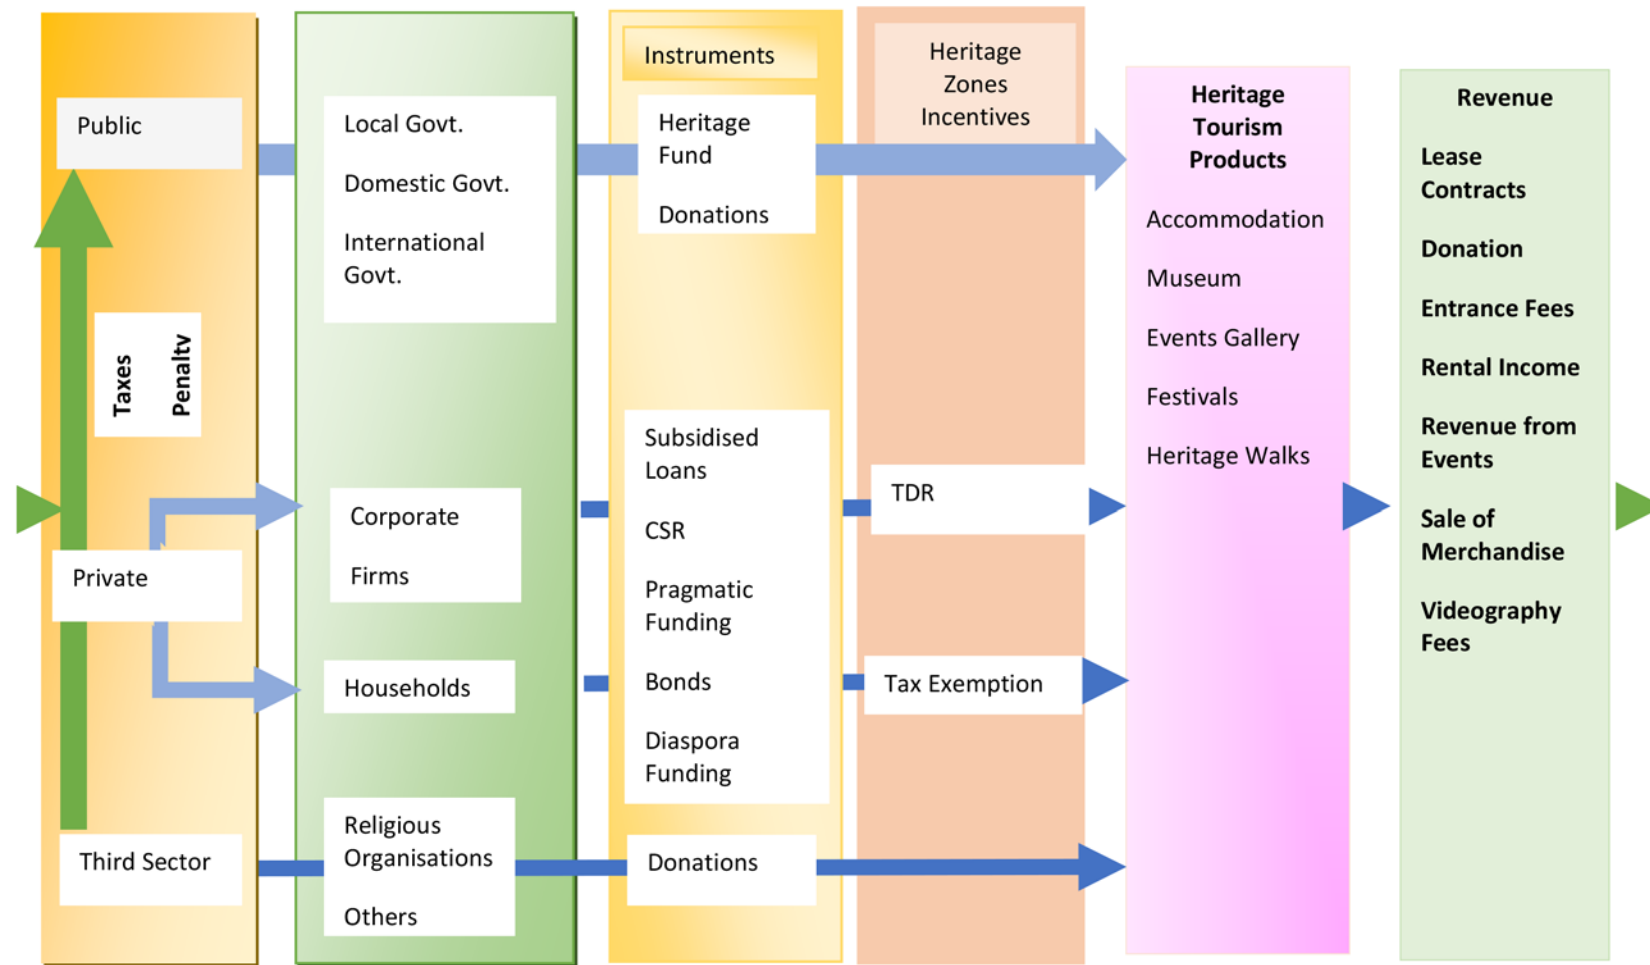 Public
Taxes
Penalty
Private
Third Sector
Local Govt.
Domestic Govt.
International
Govt.
Corporate
Firms
Households
Religious
Organisations
Others
Instruments
Heritage
Fund
Donations
Subsidised
Loans
CSR
Pragmatic
Funding
Bonds
Diaspora
Funding
Donations
Heritage
Zones
Incentives
TDR
Tax Exemption
Heritage
Tourism
Products
Accommodation
Museum
Events Gallery
Festivals
Heritage Walks
Revenue
Lease
Contracts
Donation
Entrance Fees
Rental Income
Revenue from
Events
Sale of
Merchandise
Videography
Fees